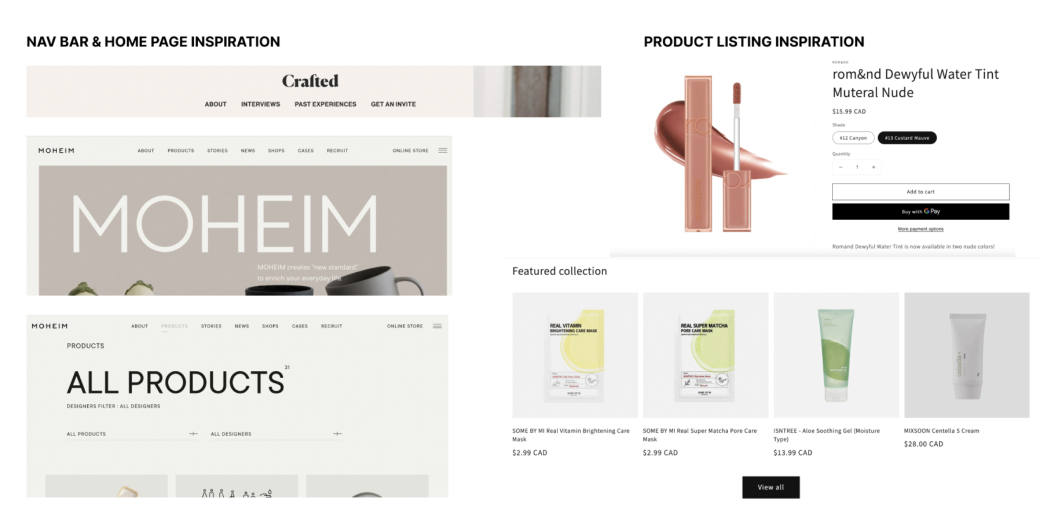 NAV BAR & HOME PAGE INSPIRATION
Crafted
ABOUT INTERVIEWS PAST EXPERIENCES GET AN INVITE
MOHEIM ABOUT PRODUCTS STORIES NEWS SHOPS CASES RECRUIT ONLINE STORE
MOHEIM
MOHEIM creates "new standard"
to enrich your everyday life.
MOHEIM ABOUT PRODUCTS STORIES NEWS SHOPS CASES RECRUIT ONLINE STORE
PRODUCTS
ALL PRODUCTS 31
DESIGNERS FILTER : ALL DESIGNERS
ALL PRODUCTS ALL DESIGNERS
PRODUCT LISTING INSPIRATION
ROM&ND
rom&nd Dewyful Water Tint
Muteral Nude
$15.99 CAD
Shade
#12 Canyon #13 Custard Mauve
Quantity
− 1 +
Add to cart
Buy with G Pay
More payment options
Romand Dewyful Water Tint is now available in two nude colors!
Featured collection
REAL VITAMIN
BRIGHTENING CARE MASK
REAL SUPER MATCHA
PORE CARE MASK
SOME BY MI Real Vitamin Brightening Care
Mask
$2.99 CAD
SOME BY MI Real Super Matcha Pore Care
Mask
$2.99 CAD
ISNTREE - Aloe Soothing Gel (Moisture
Type)
$13.99 CAD
MIXSOON Centella S Cream
$28.00 CAD
View all